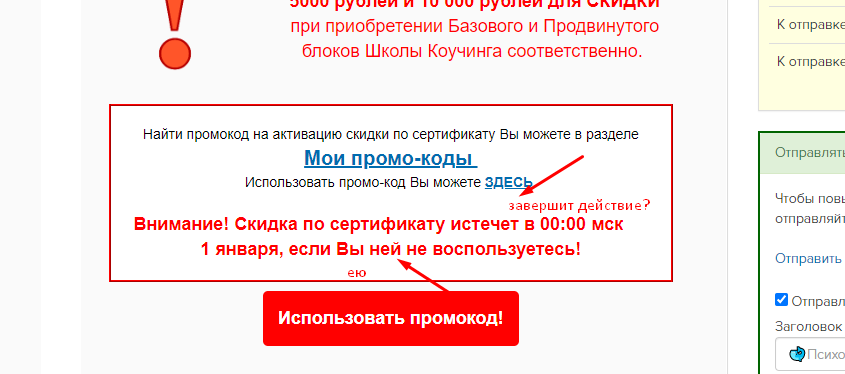 5000 рублей и 10 000 рублей для СКИДКИ
при приобретении Базового и Продвинутого
блоков Школы Коучинга соответственно.
Найти промокод на активацию скидки по сертификату Вы можете в разделе
Мои промо-коды
Использовать промо-код Вы можете ЗДЕСЬ
завершит действие?
Внимание! Скидка по сертификату истечет в 00:00 мск
1 января, если Вы ней не воспользуетесь!
ею
Использовать промокод!
К отправке
К отправке
Отправлять
Чтобы повы
отправляйт
Отправить
Отправл
Заголовок
Психо